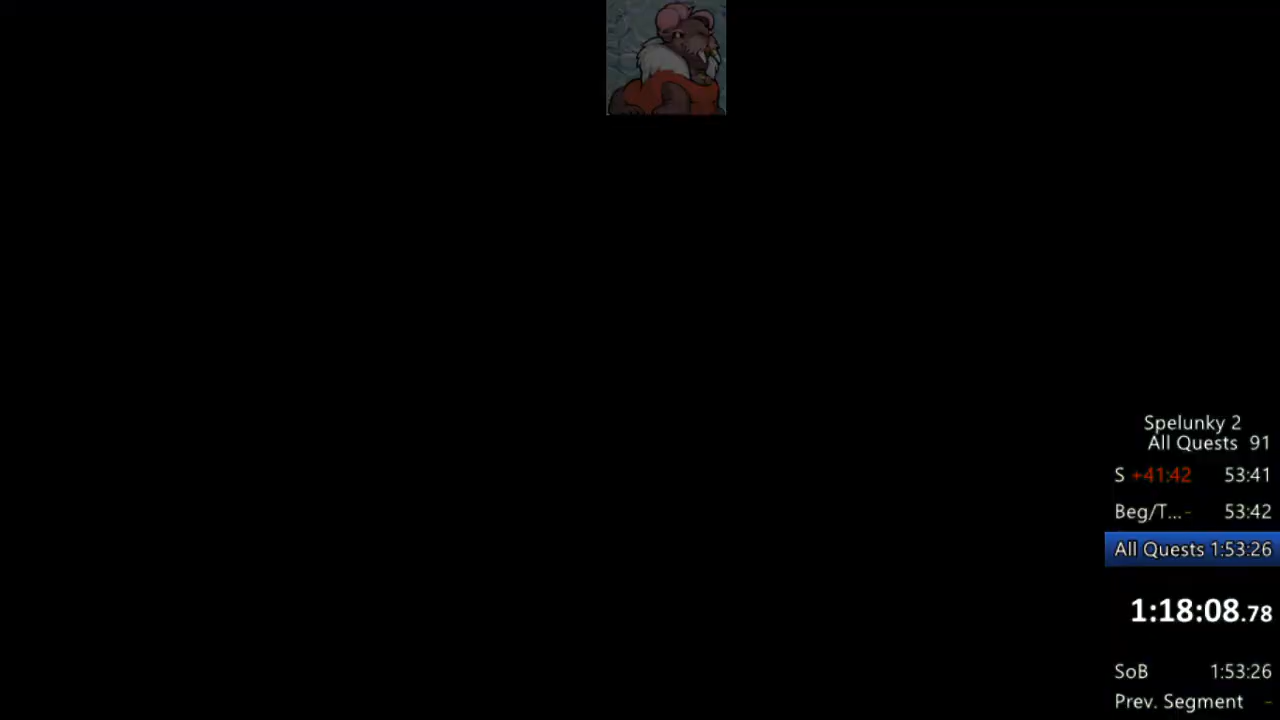 Spelunky 2
All Quests 91
S +41:42 53:41
Beg/T...- 53:42
All Quests 1:53:26
1:18:08.78
SoB 1:53:26
Prev. Segment -